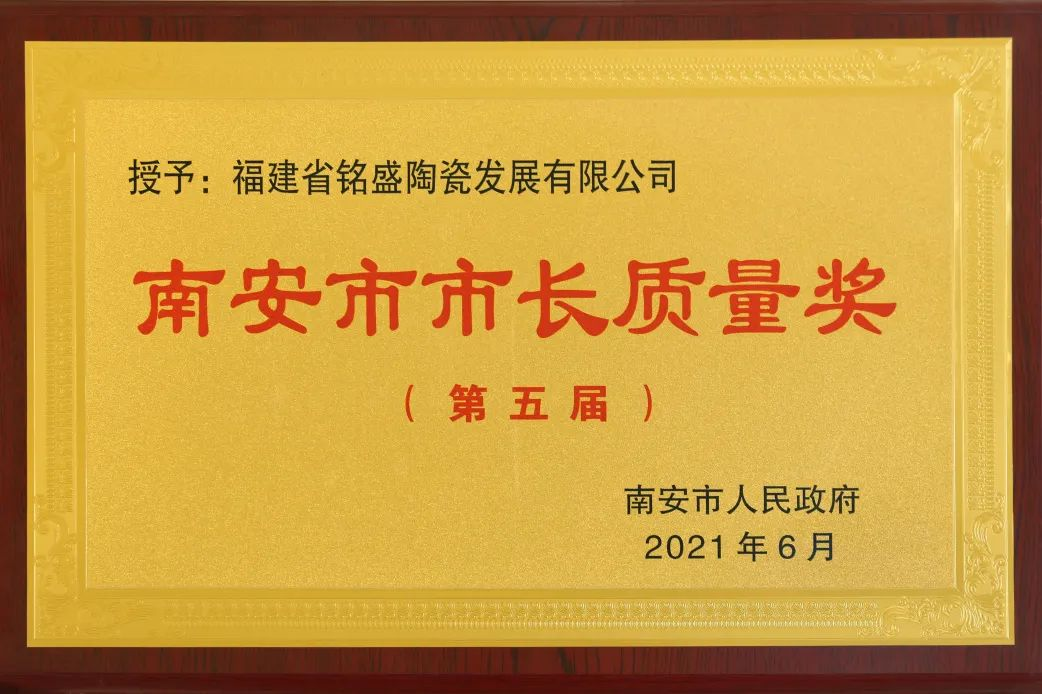 授予：福建省铭盛陶瓷发展有限公司
南安市市长质量奖
（第五届）
南安市人民政府
2021年6月